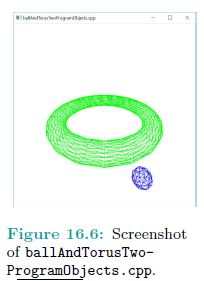 ballAndTorusTwoProgramObjects.cpp
Figure 16.6: Screenshot
of ballAndTorusTwo-
ProgramObjects.cpp.